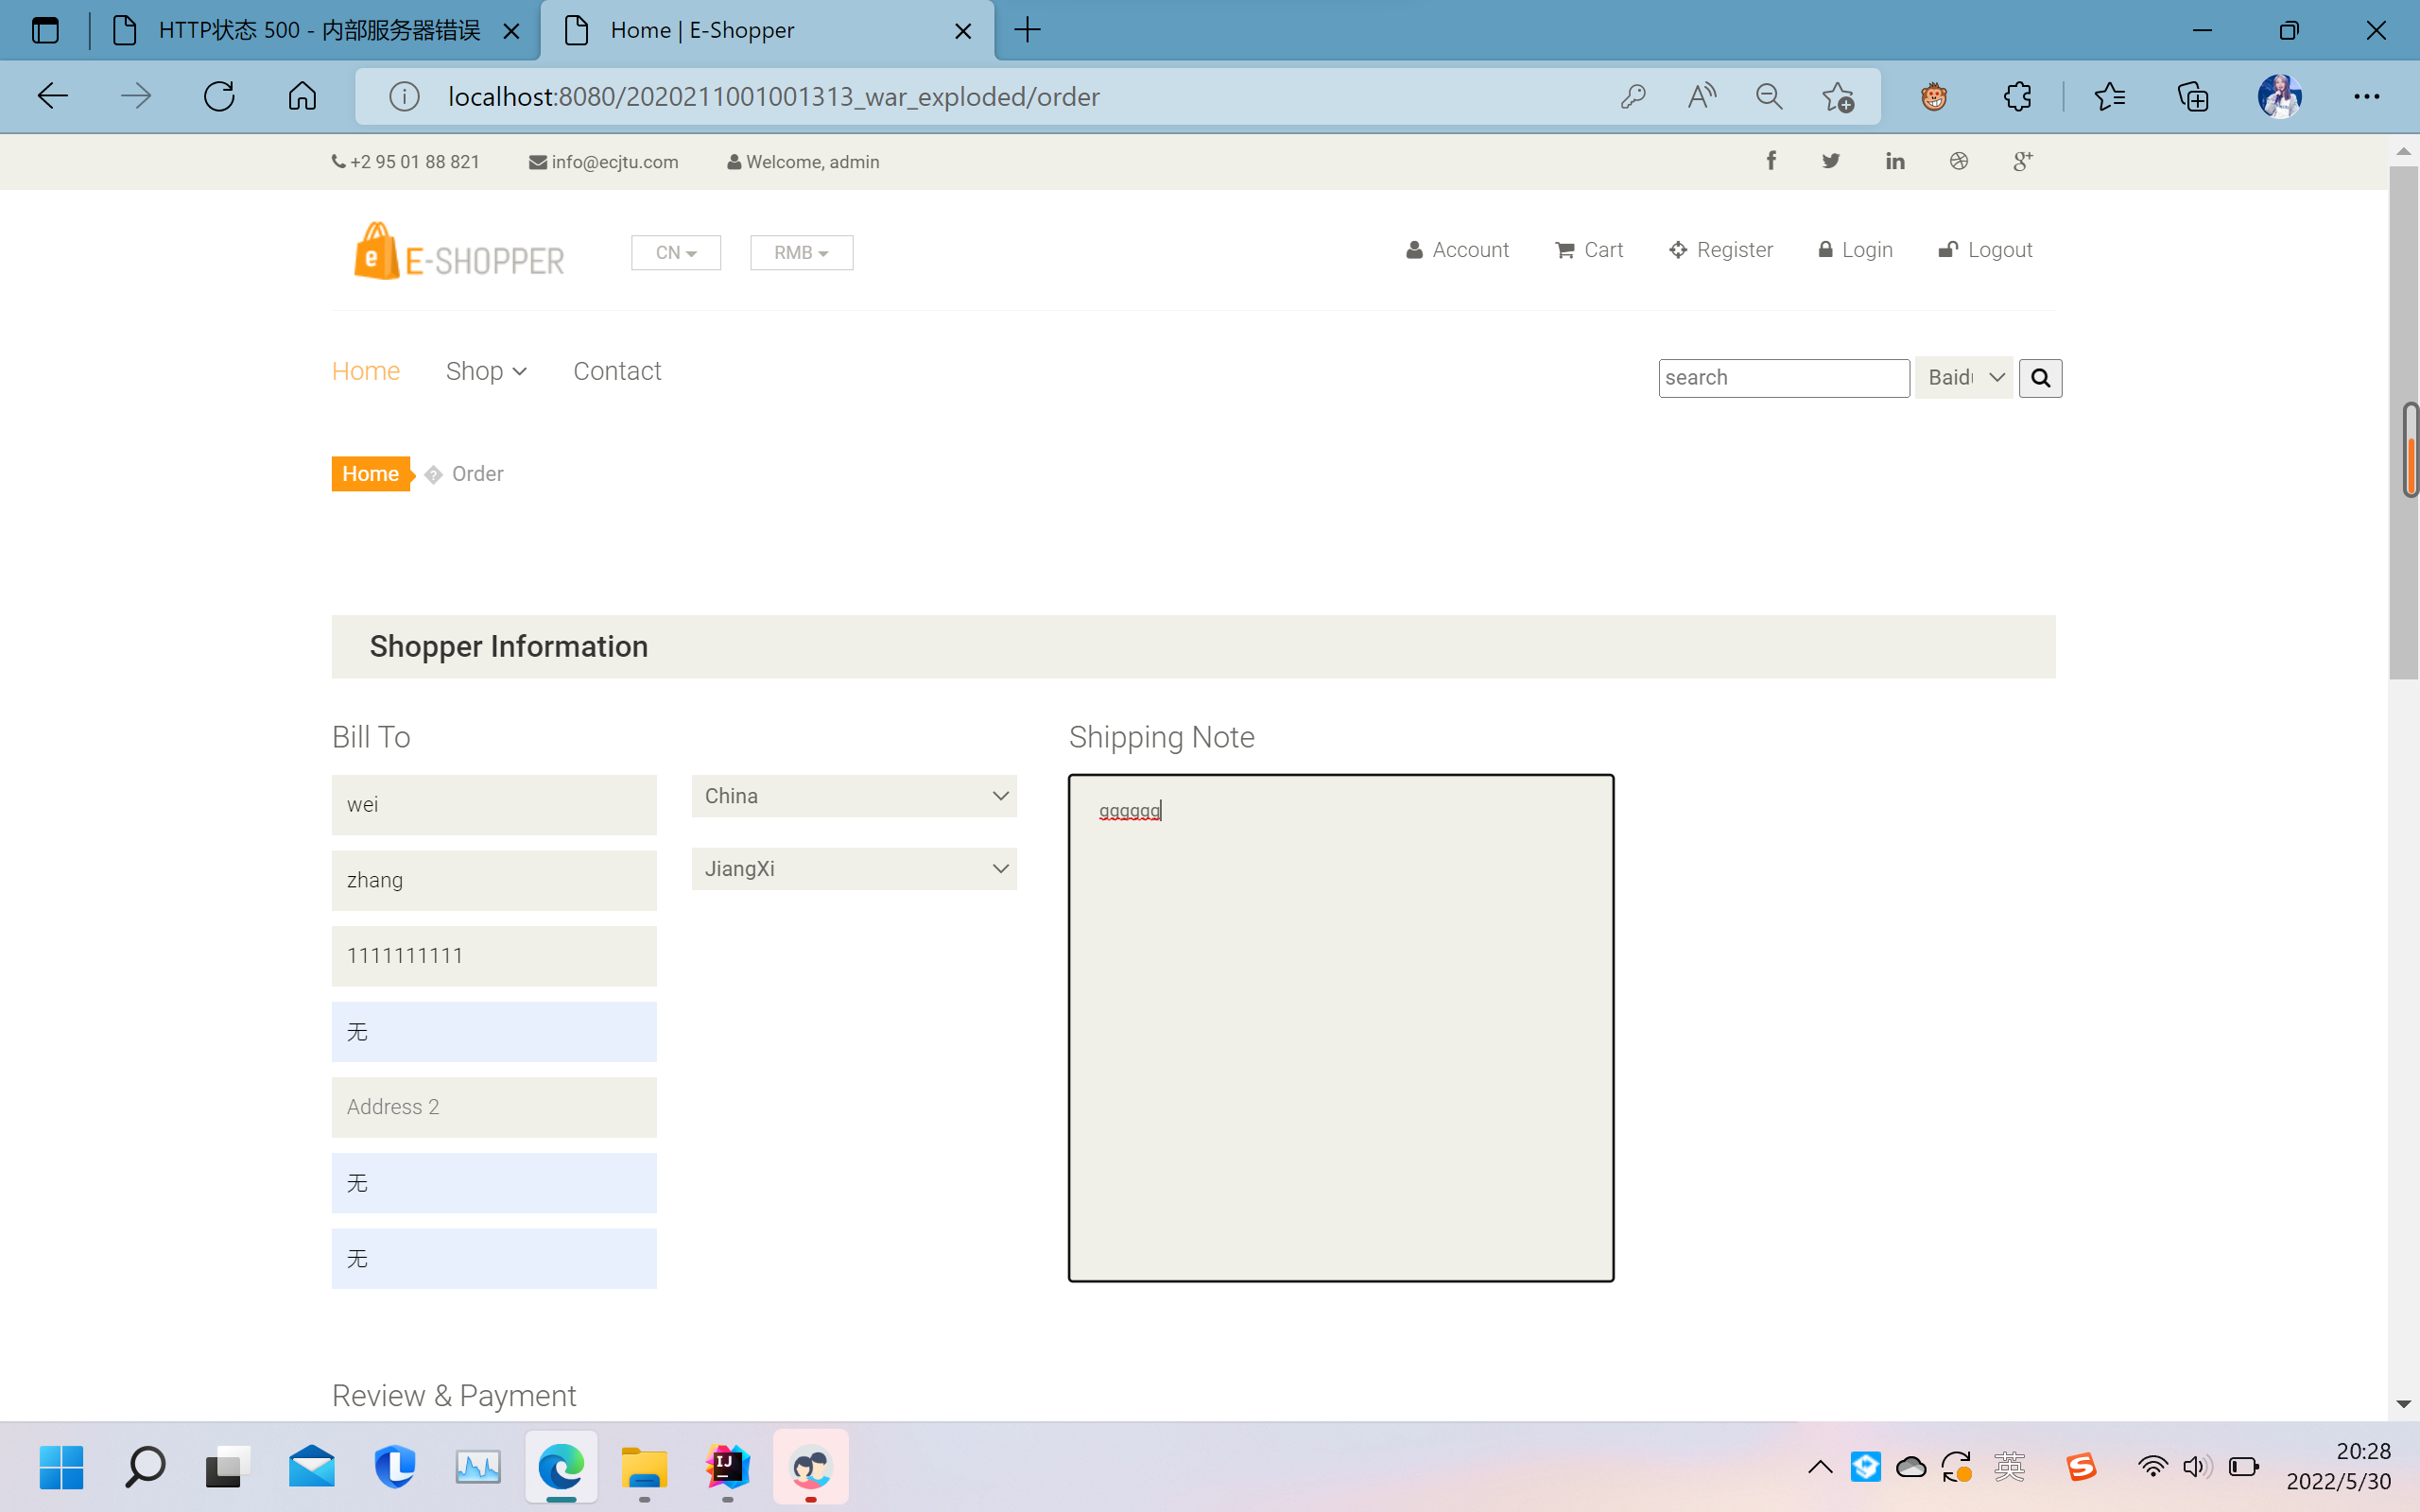 HTTP状态 500 - 内部服务器错误
Home | E-Shopper
localhost:8080/2020211001001313_war_exploded/order
+2 95 01 88 821 info@ecjtu.com Welcome, admin
E-SHOPPER CN RMB Account Cart Register Login Logout
Home Shop Contact search Baidu
Home Order
Shopper Information
Bill To Shipping Note
wei China gggggg
zhang JiangXi
1111111111
无
Address 2
无
无
Review & Payment
英 20:28
2022/5/30